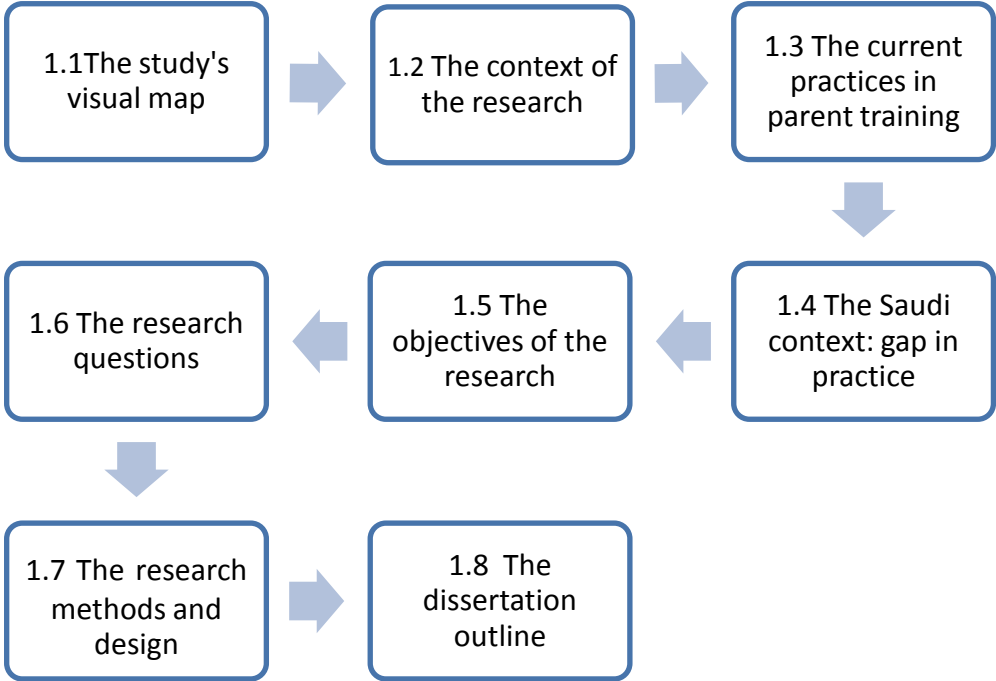 1.1The study's
visual map
1.2 The context of
the research
1.3 The current
practices in
parent training
1.4 The Saudi
context: gap in
practice
1.5 The
objectives of the
research
1.6 The research
questions
1.7 The research
methods and
design
1.8 The
dissertation
outline